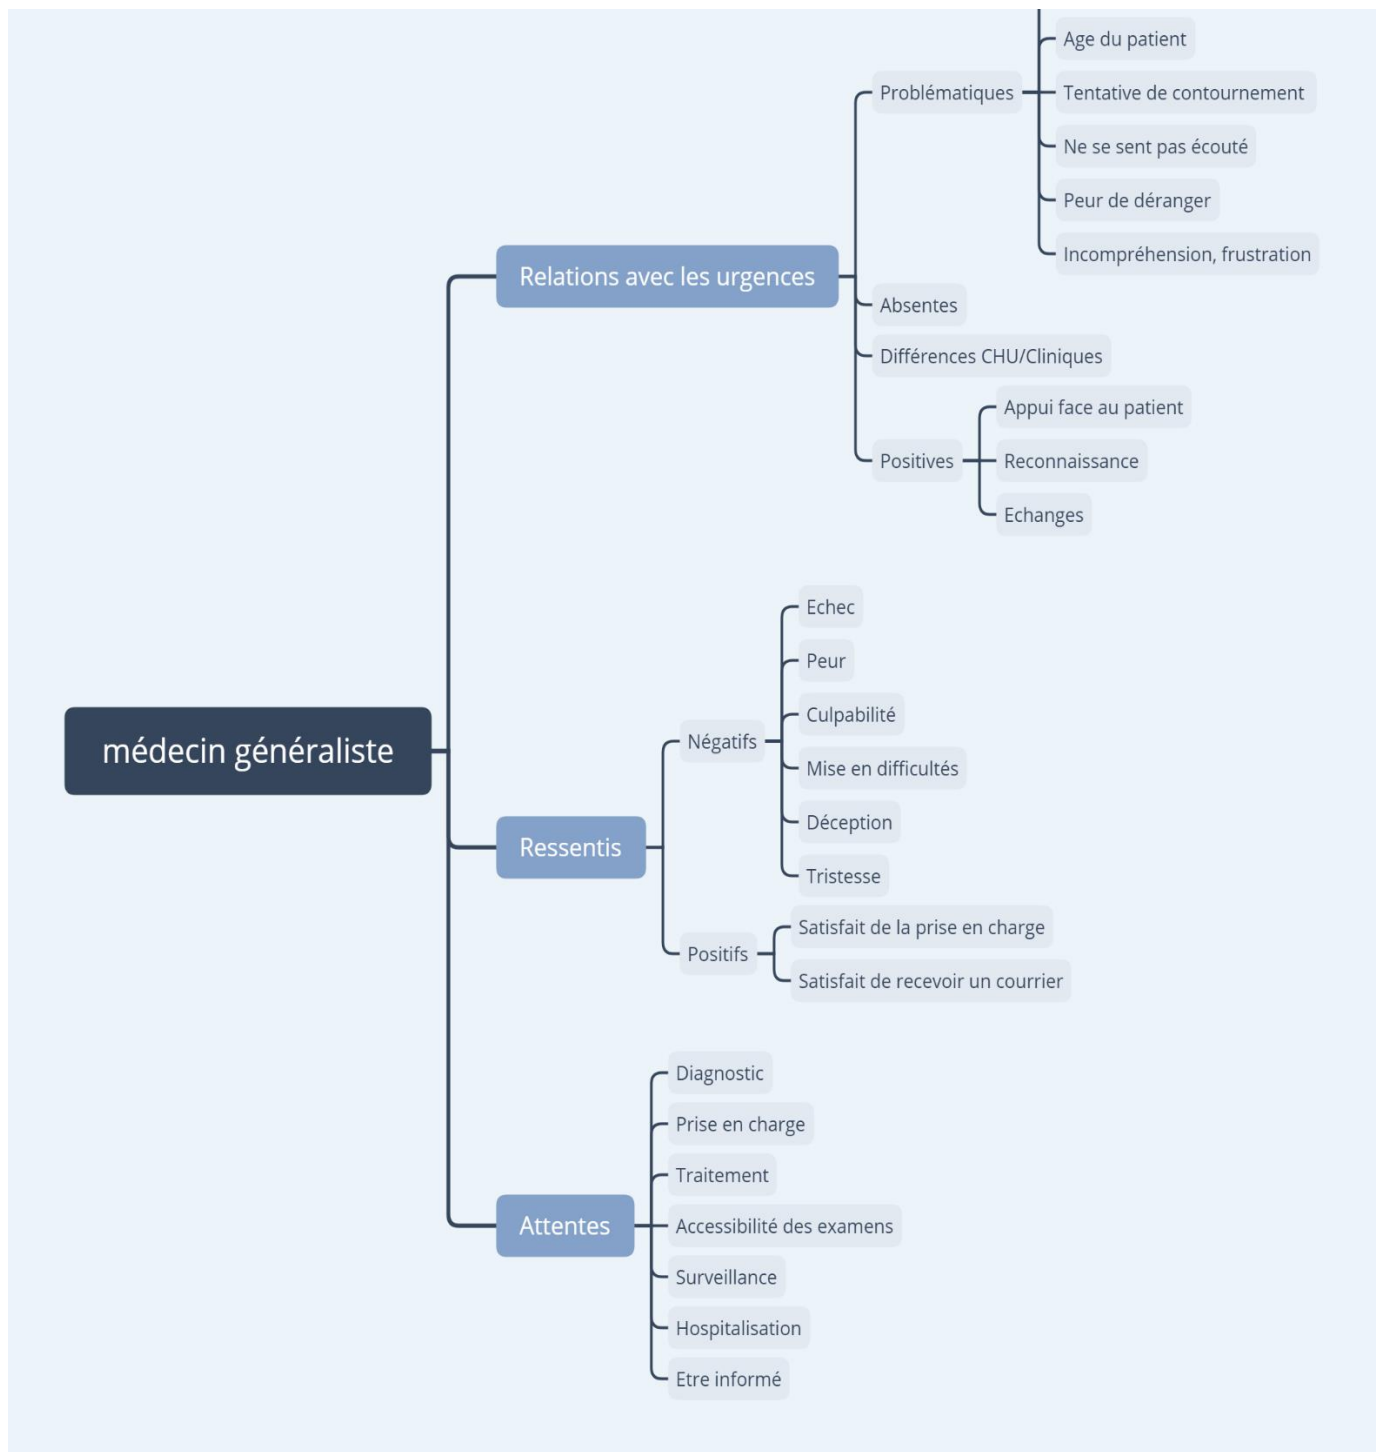 médecin généraliste
Relations avec les urgences
Problématiques
Age du patient
Tentative de contournement
Ne se sent pas écouté
Peur de déranger
Incompréhension, frustration
Absentes
Différences CHU/Cliniques
Positives
Appui face au patient
Reconnaissance
Echanges
Ressentis
Négatifs
Echec
Peur
Culpabilité
Mise en difficultés
Déception
Tristesse
Positifs
Satisfait de la prise en charge
Satisfait de recevoir un courrier
Attentes
Diagnostic
Prise en charge
Traitement
Accessibilité des examens
Surveillance
Hospitalisation
Etre informé